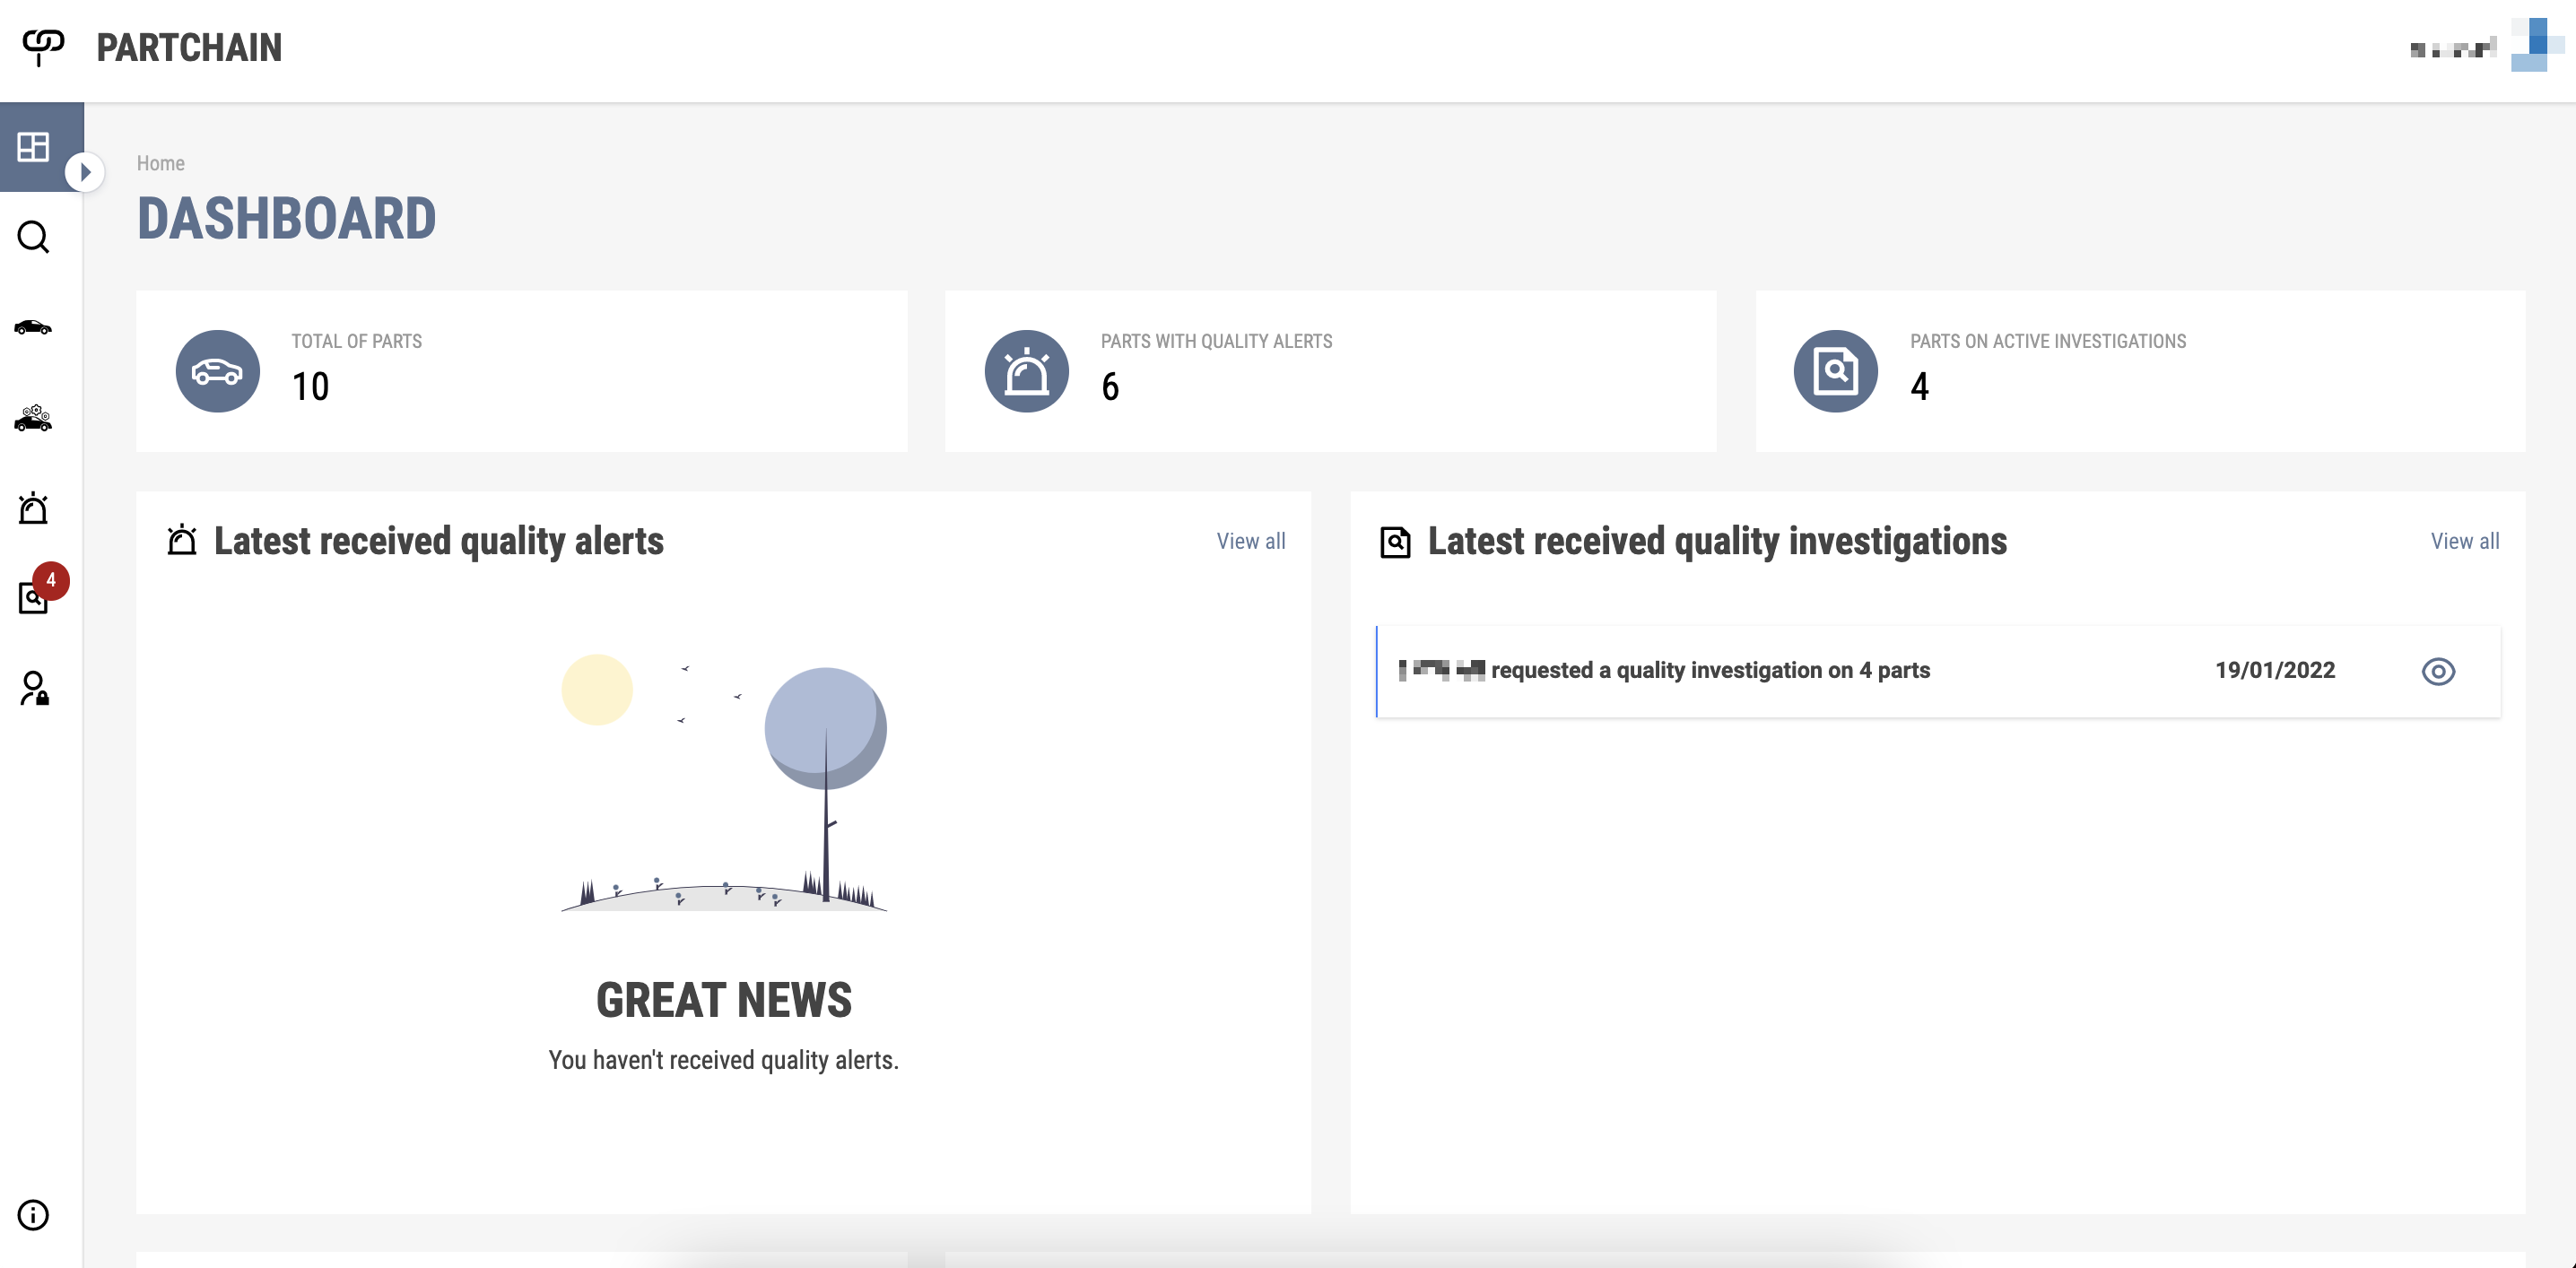 PARTCHAIN
Home
DASHBOARD
TOTAL OF PARTS
10
PARTS WITH QUALITY ALERTS
6
PARTS ON ACTIVE INVESTIGATIONS
4
Latest received quality alerts
View all
Latest received quality investigations
View all
4
requested a quality investigation on 4 parts
19/01/2022
GREAT NEWS
You haven't received quality alerts.